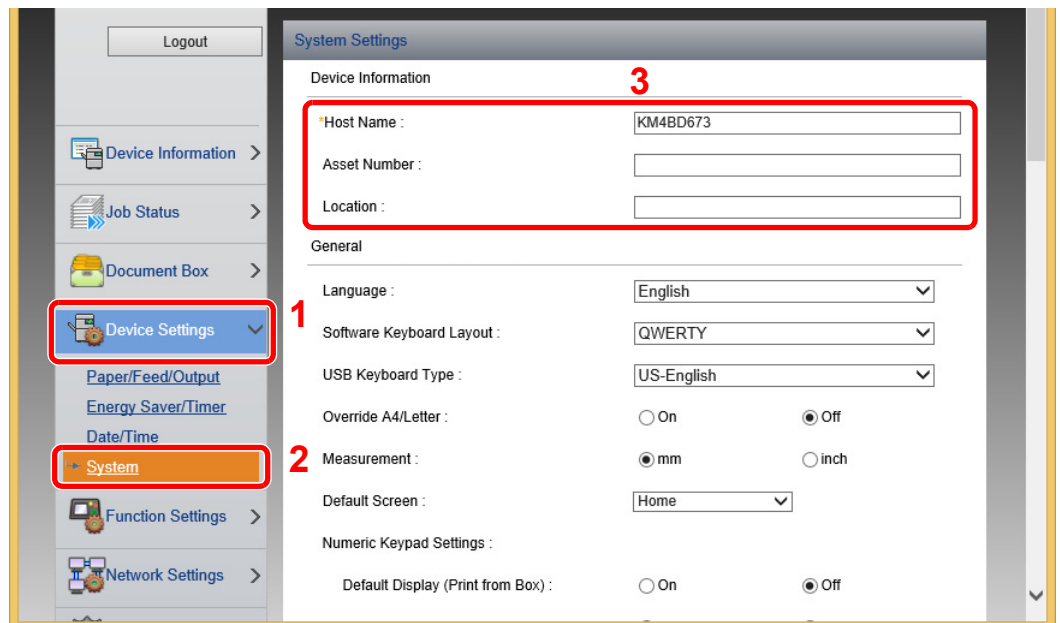 Logout
System Settings
Device Information
3
*Host Name :
KM4BD673
Asset Number :
Location :
Device Information
Job Status
Document Box
1
Device Settings
Paper/Feed/Output
Energy Saver/Timer
Date/Time
2
System
Function Settings
Network Settings
General
Language :
English
Software Keyboard Layout :
QWERTY
USB Keyboard Type :
US-English
Override A4/Letter :
On
Off
Measurement :
mm
inch
Default Screen :
Home
Numeric Keypad Settings :
Default Display (Print from Box) :
On
Off